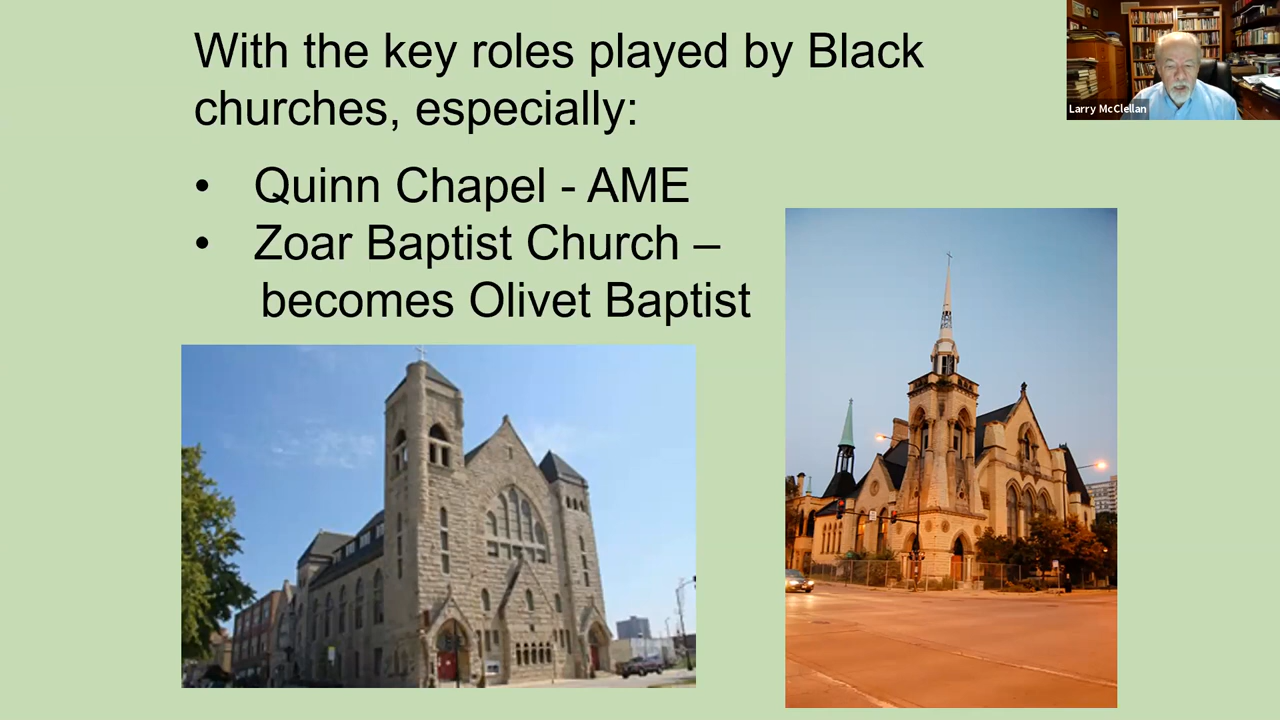 With the key roles played by Black
churches, especially:
• Quinn Chapel - AME
• Zoar Baptist Church –
becomes Olivet Baptist
Larry McClellan